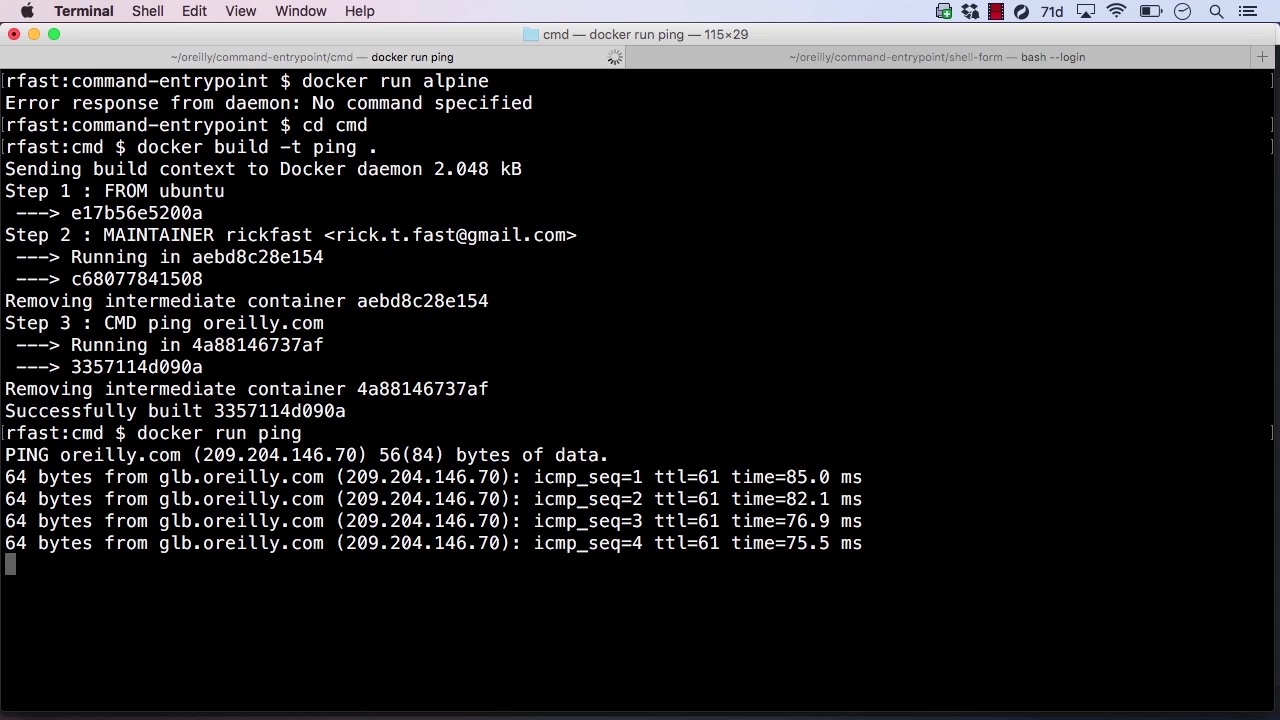 Terminal Shell Edit View Window Help 71d
cmd — docker run ping — 115×29
~/oreilly/command-entrypoint/cmd — docker run ping
~/oreilly/command-entrypoint/shell-form — bash --login
[rfast:command-entrypoint $ docker run alpine ]
Error response from daemon: No command specified
[rfast:command-entrypoint $ cd cmd ]
[rfast:cmd $ docker build -t ping . ]
Sending build context to Docker daemon 2.048 kB
Step 1 : FROM ubuntu
---> e17b56e5200a
Step 2 : MAINTAINER rickfast <rick.t.fast@gmail.com>
---> Running in aebd8c28e154
---> c68077841508
Removing intermediate container aebd8c28e154
Step 3 : CMD ping oreilly.com
---> Running in 4a88146737af
---> 3357114d090a
Removing intermediate container 4a88146737af
Successfully built 3357114d090a
[rfast:cmd $ docker run ping ]
PING oreilly.com (209.204.146.70) 56(84) bytes of data.
64 bytes from glb.oreilly.com (209.204.146.70): icmp_seq=1 ttl=61 time=85.0 ms
64 bytes from glb.oreilly.com (209.204.146.70): icmp_seq=2 ttl=61 time=82.1 ms
64 bytes from glb.oreilly.com (209.204.146.70): icmp_seq=3 ttl=61 time=76.9 ms
64 bytes from glb.oreilly.com (209.204.146.70): icmp_seq=4 ttl=61 time=75.5 ms